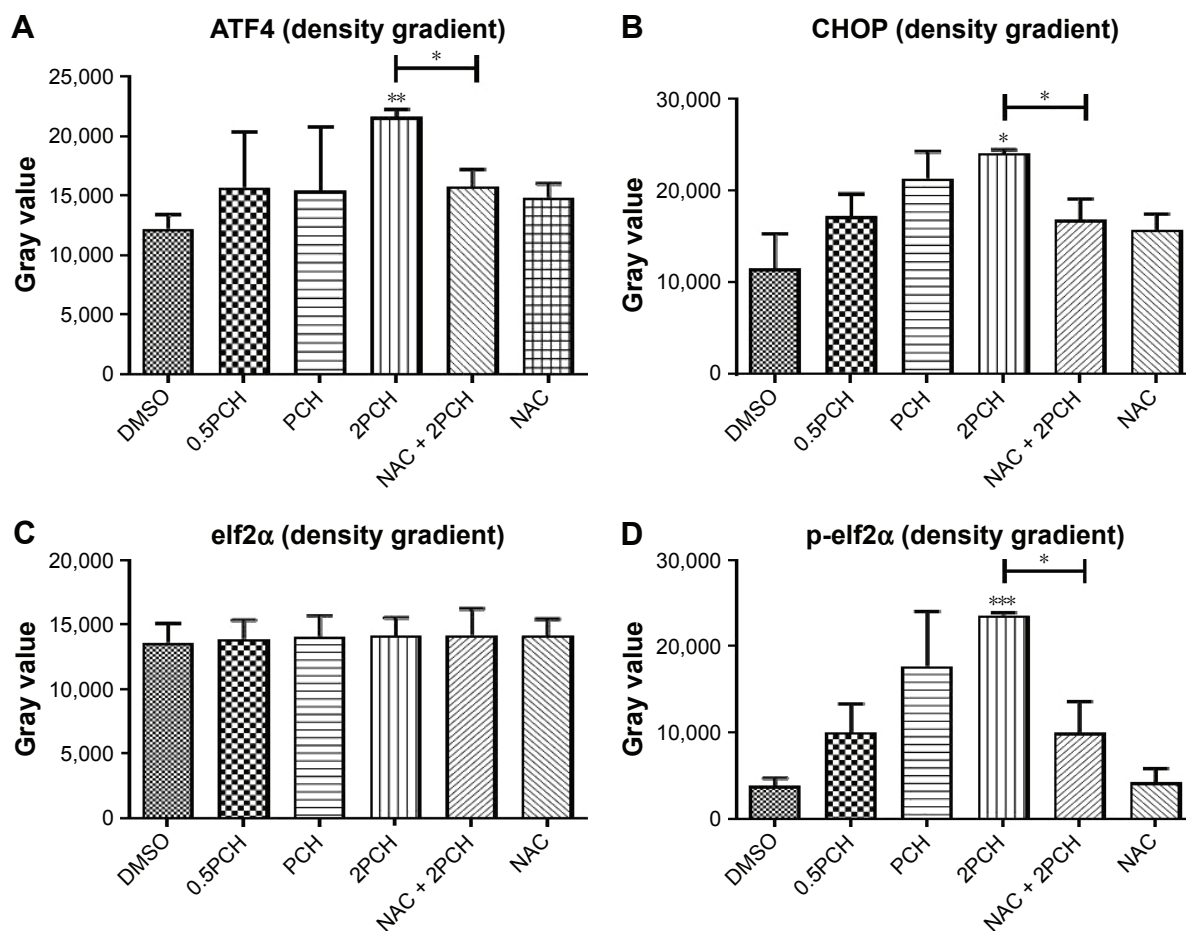 A
ATF4 (density gradient)
*
**
25,000
20,000
15,000
10,000
5,000
0
Gray value
DMSO
0.5PCH
PCH
2PCH
NAC + 2PCH
NAC
B
CHOP (density gradient)
*
*
30,000
20,000
10,000
0
Gray value
DMSO
0.5PCH
PCH
2PCH
NAC + 2PCH
NAC
C
elf2α (density gradient)
20,000
15,000
10,000
5,000
0
Gray value
DMSO
0.5PCH
PCH
2PCH
NAC + 2PCH
NAC
D
p-elf2α (density gradient)
*
***
30,000
20,000
10,000
0
Gray value
DMSO
0.5PCH
PCH
2PCH
NAC + 2PCH
NAC